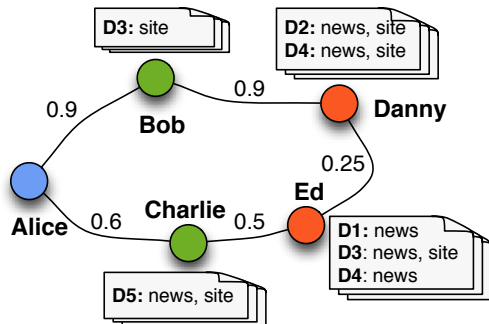 D3: site
D2: news, site
D4: news, site
0.9
0.9
Bob
Danny
0.25
Alice
Charlie
Ed
0.6
0.5
D1: news
D3: news, site
D4: news
D5: news, site